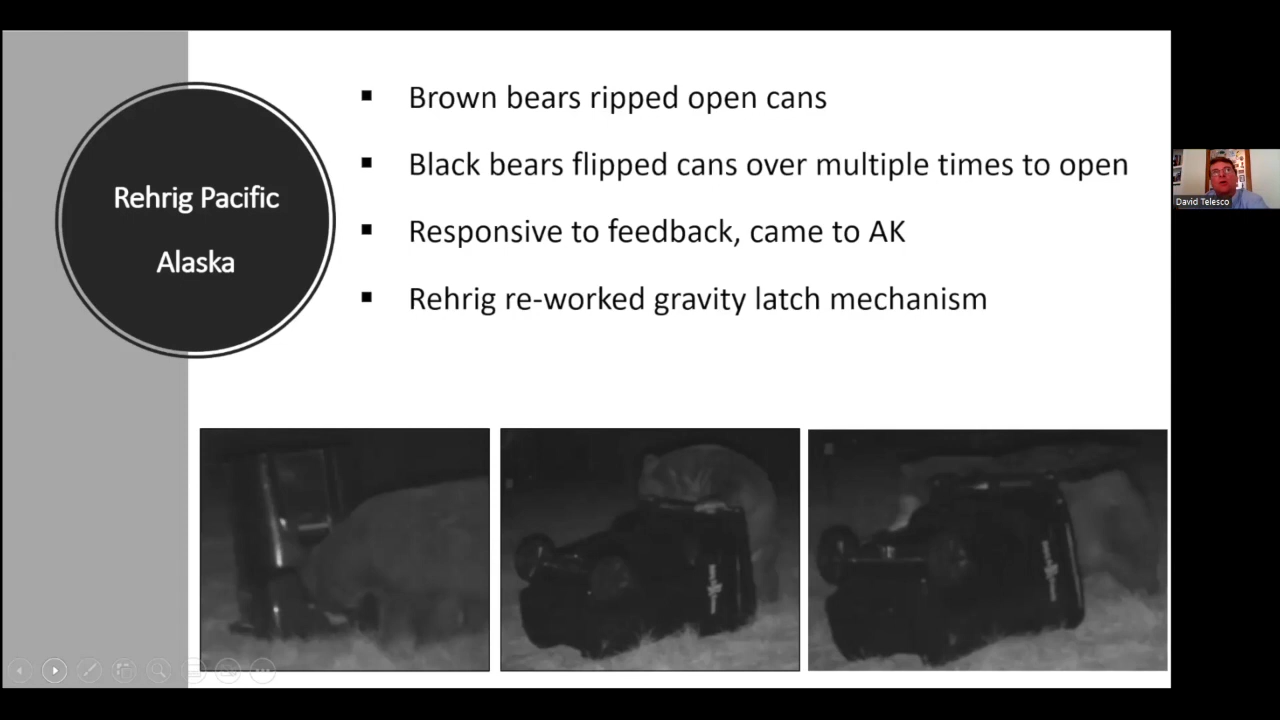 Rehrig Pacific
Alaska
Brown bears ripped open cans
Black bears flipped cans over multiple times to open
Responsive to feedback, came to AK
Rehrig re-worked gravity latch mechanism
David Telesco